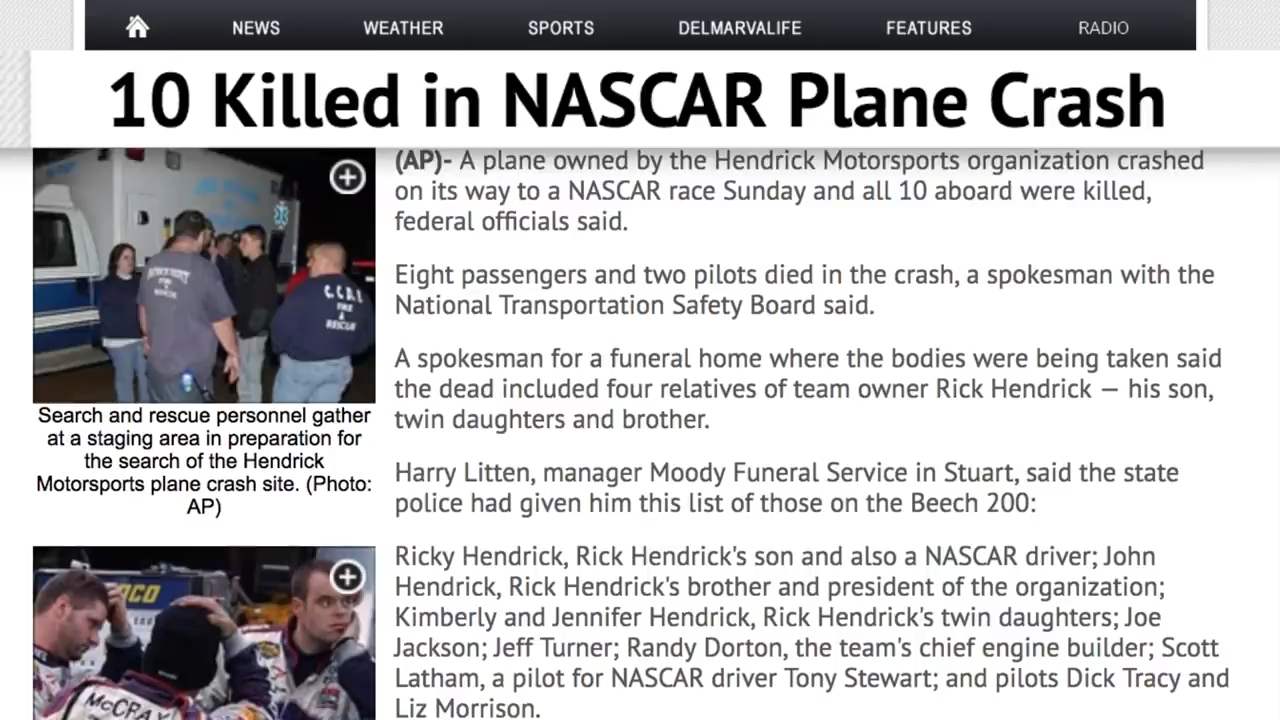 NEWS WEATHER SPORTS DELMARVALIFE FEATURES RADIO
10 Killed in NASCAR Plane Crash
(AP)- A plane owned by the Hendrick Motorsports organization crashed
on its way to a NASCAR race Sunday and all 10 aboard were killed,
federal officials said.
Eight passengers and two pilots died in the crash, a spokesman with the
National Transportation Safety Board said.
A spokesman for a funeral home where the bodies were being taken said
the dead included four relatives of team owner Rick Hendrick — his son,
twin daughters and brother.
Harry Litten, manager Moody Funeral Service in Stuart, said the state
police had given him this list of those on the Beech 200:
Ricky Hendrick, Rick Hendrick's son and also a NASCAR driver; John
Hendrick, Rick Hendrick's brother and president of the organization;
Kimberly and Jennifer Hendrick, Rick Hendrick's twin daughters; Joe
Jackson; Jeff Turner; Randy Dorton, the team's chief engine builder; Scott
Latham, a pilot for NASCAR driver Tony Stewart; and pilots Dick Tracy and
Liz Morrison.
C.C.D.
FIRE
&
RESCUE
Search and rescue personnel gather
at a staging area in preparation for
the search of the Hendrick
Motorsports plane crash site. (Photo:
AP)
McCRAY